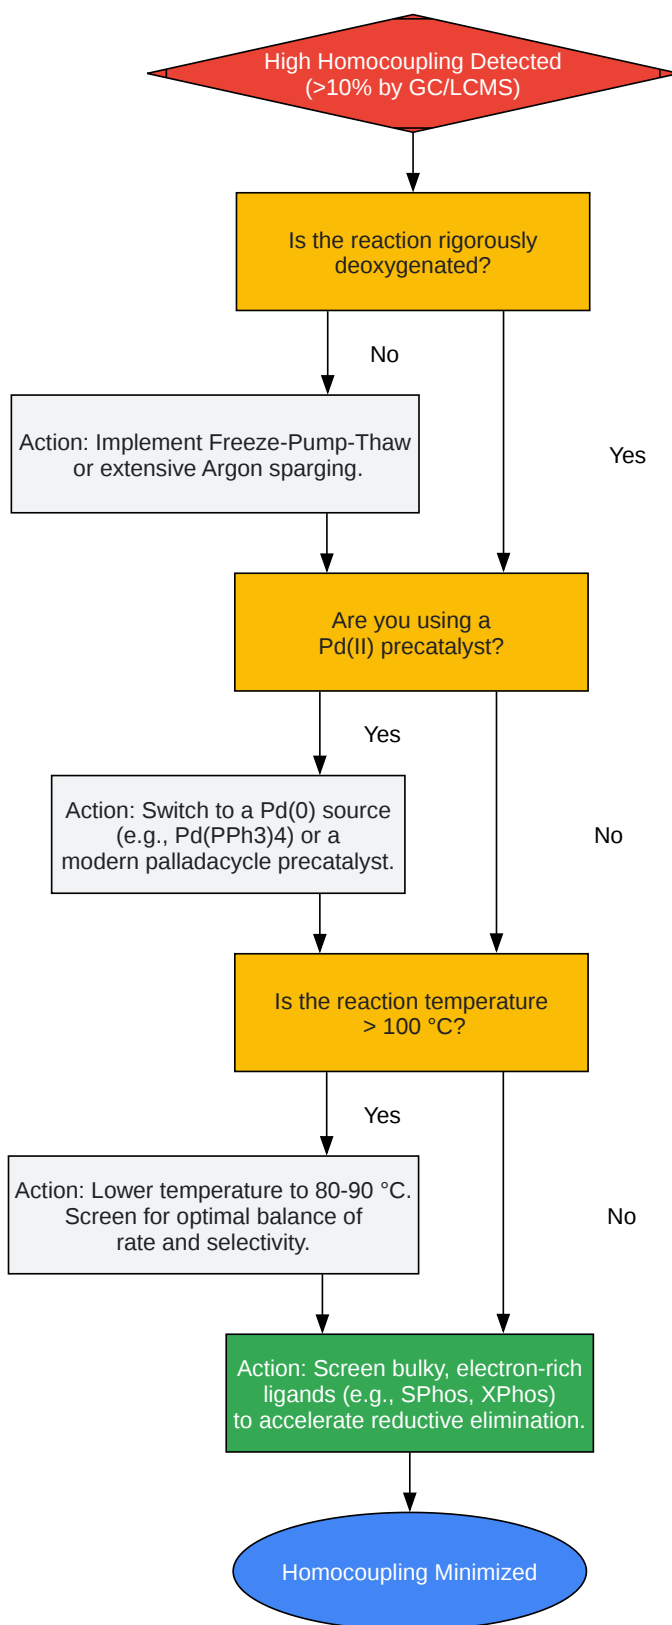 High Homocoupling Detected
(>10% by GC/LCMS)
Is the reaction rigorously
deoxygenated?
No
Action: Implement Freeze-Pump-Thaw
or extensive Argon sparging.
Yes
Are you using a
Pd(II) precatalyst?
Yes
Action: Switch to a Pd(0) source
(e.g., Pd(PPh3)4) or a
modern palladacycle precatalyst.
No
Is the reaction temperature
> 100 °C?
Yes
Action: Lower temperature to 80-90 °C.
Screen for optimal balance of
rate and selectivity.
No
Action: Screen bulky, electron-rich
ligands (e.g., SPhos, XPhos)
to accelerate reductive elimination.
Homocoupling Minimized